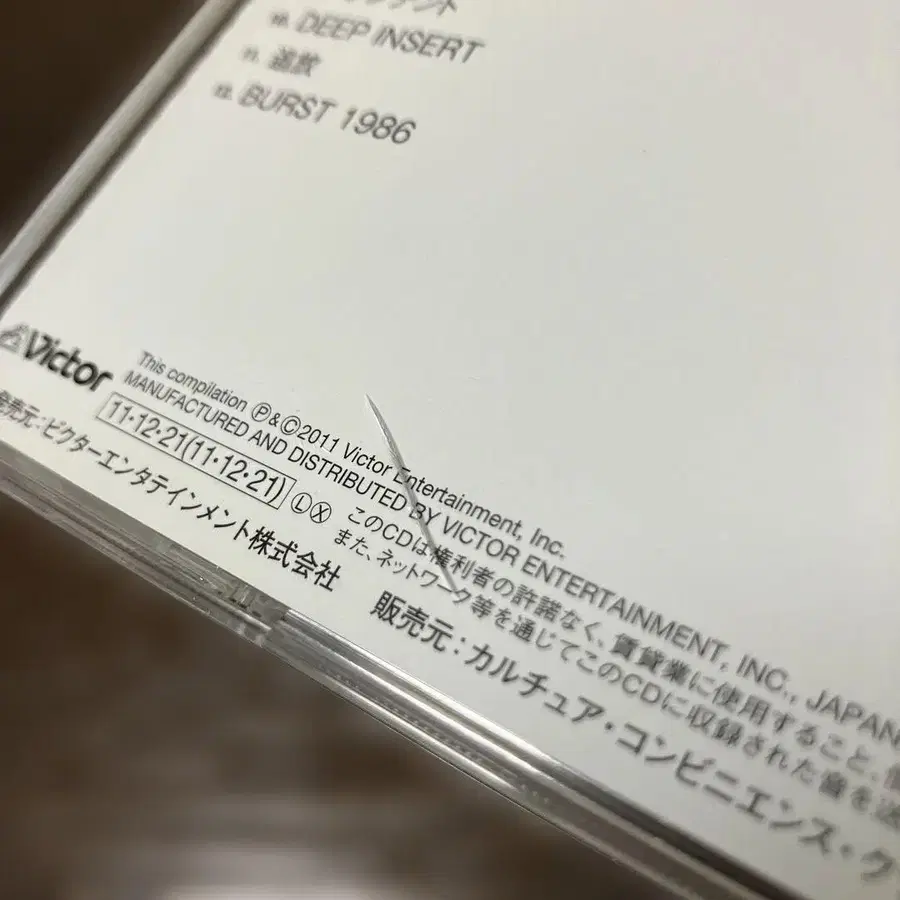 10. DEEP INSERT
11. 追放
12. BURST 1986
Victor
This compilation Ⓟ&Ⓒ2011 Victor Entertainment, Inc.
MANUFACTURED AND DISTRIBUTED BY VICTOR ENTERTAINMENT, INC., JAPAN
11・12・21(11・12・21) Ⓛ Ⓧ このCDは権利者の許諾なく、賃貸業に使用すること、
また、ネットワーク等を通じてこのCDに収録された音を送
発売元:ビクターエンタテインメント株式会社 販売元:カルチュア・コンビニエンス・ク